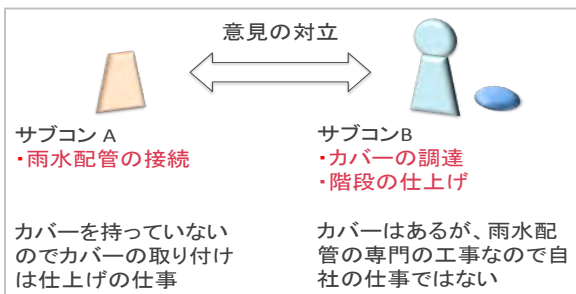 意見の対立
サブコン A
・雨水配管の接続
カバーを持っていない
のでカバーの取り付け
は仕上げの仕事
サブコンB
・カバーの調達
・階段の仕上げ
カバーはあるが、雨水配
管の専門の工事なので自
社の仕事ではない